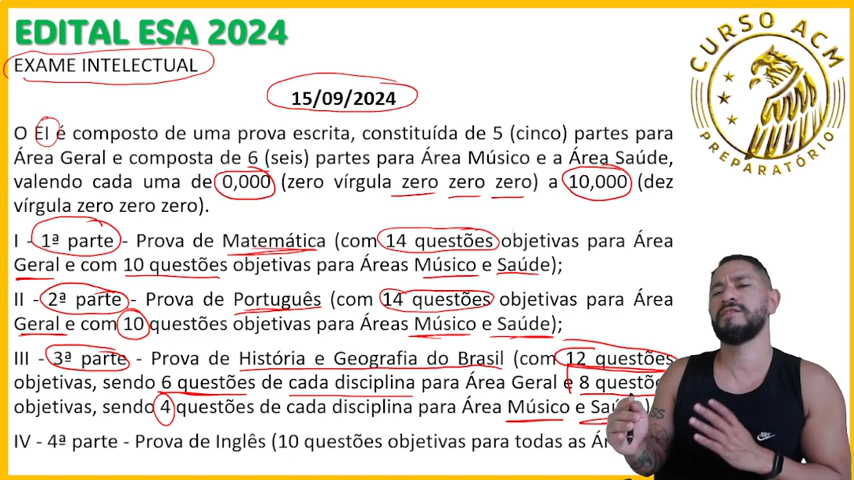 EDITAL ESA 2024
EXAME INTELECTUAL
15/09/2024
O EI é composto de uma prova escrita, constituída de 5 (cinco) partes para
Área Geral e composta de 6 (seis) partes para Área Músico e a Área Saúde,
valendo cada uma de 0,000 (zero vírgula zero zero zero) a 10,000 (dez
vírgula zero zero zero).
I - 1ª parte - Prova de Matemática (com 14 questões objetivas para Área
Geral e com 10 questões objetivas para Áreas Músico e Saúde);
II - 2ª parte - Prova de Português (com 14 questões objetivas para Área
Geral e com 10 questões objetivas para Áreas Músico e Saúde);
III - 3ª parte - Prova de História e Geografia do Brasil (com 12 questões
objetivas, sendo 6 questões de cada disciplina para Área Geral e 8
objetivas, sendo 4 questões de cada disciplina para Área Músico e
IV - 4ª parte - Prova de Inglês (10 questões objetivas para todas as
CURSO ACM
PREPARATÓRIO